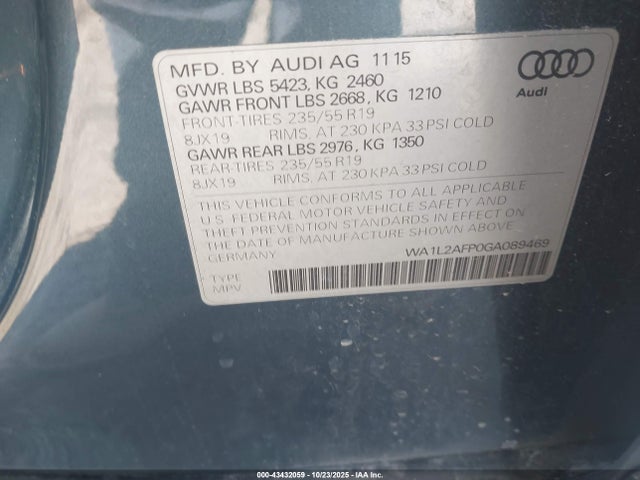 MFD. BY AUDI AG 11 15
GVWR LBS 5423, KG 2460
GAWR FRONT LBS 2668, KG 1210
FRONT-TIRES 235/55 R19
8JX19 RIMS, AT 230 KPA 33 PSI COLD
GAWR REAR LBS 2976, KG 1350
REAR-TIRES 235/55 R19
8JX19 RIMS, AT 230 KPA 33 PSI COLD
Audi
THIS VEHICLE CONFORMS TO ALL APPLICABLE
U.S. FEDERAL MOTOR VEHICLE SAFETY AND
THEFT PREVENTION STANDARDS IN EFFECT ON
THE DATE OF MANUFACTURE SHOWN ABOVE
GERMANY
WA1L2AFP0GA089469
TYPE
MPV
000-43432059 - 10/23/2025 - IAAI.COM